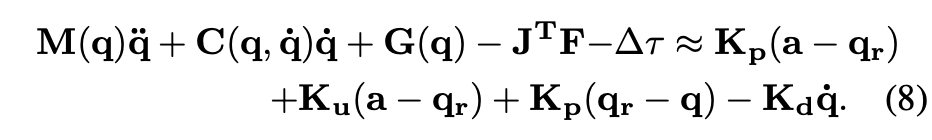 M(q)q̈ + C(q, q̇)q̇ + G(q) − JᵀF−Δτ ≈ Kₚ(a − qᵣ)
+Kᵤ(a − qᵣ) + Kₚ(qᵣ − q) − K_d q̇. (8)